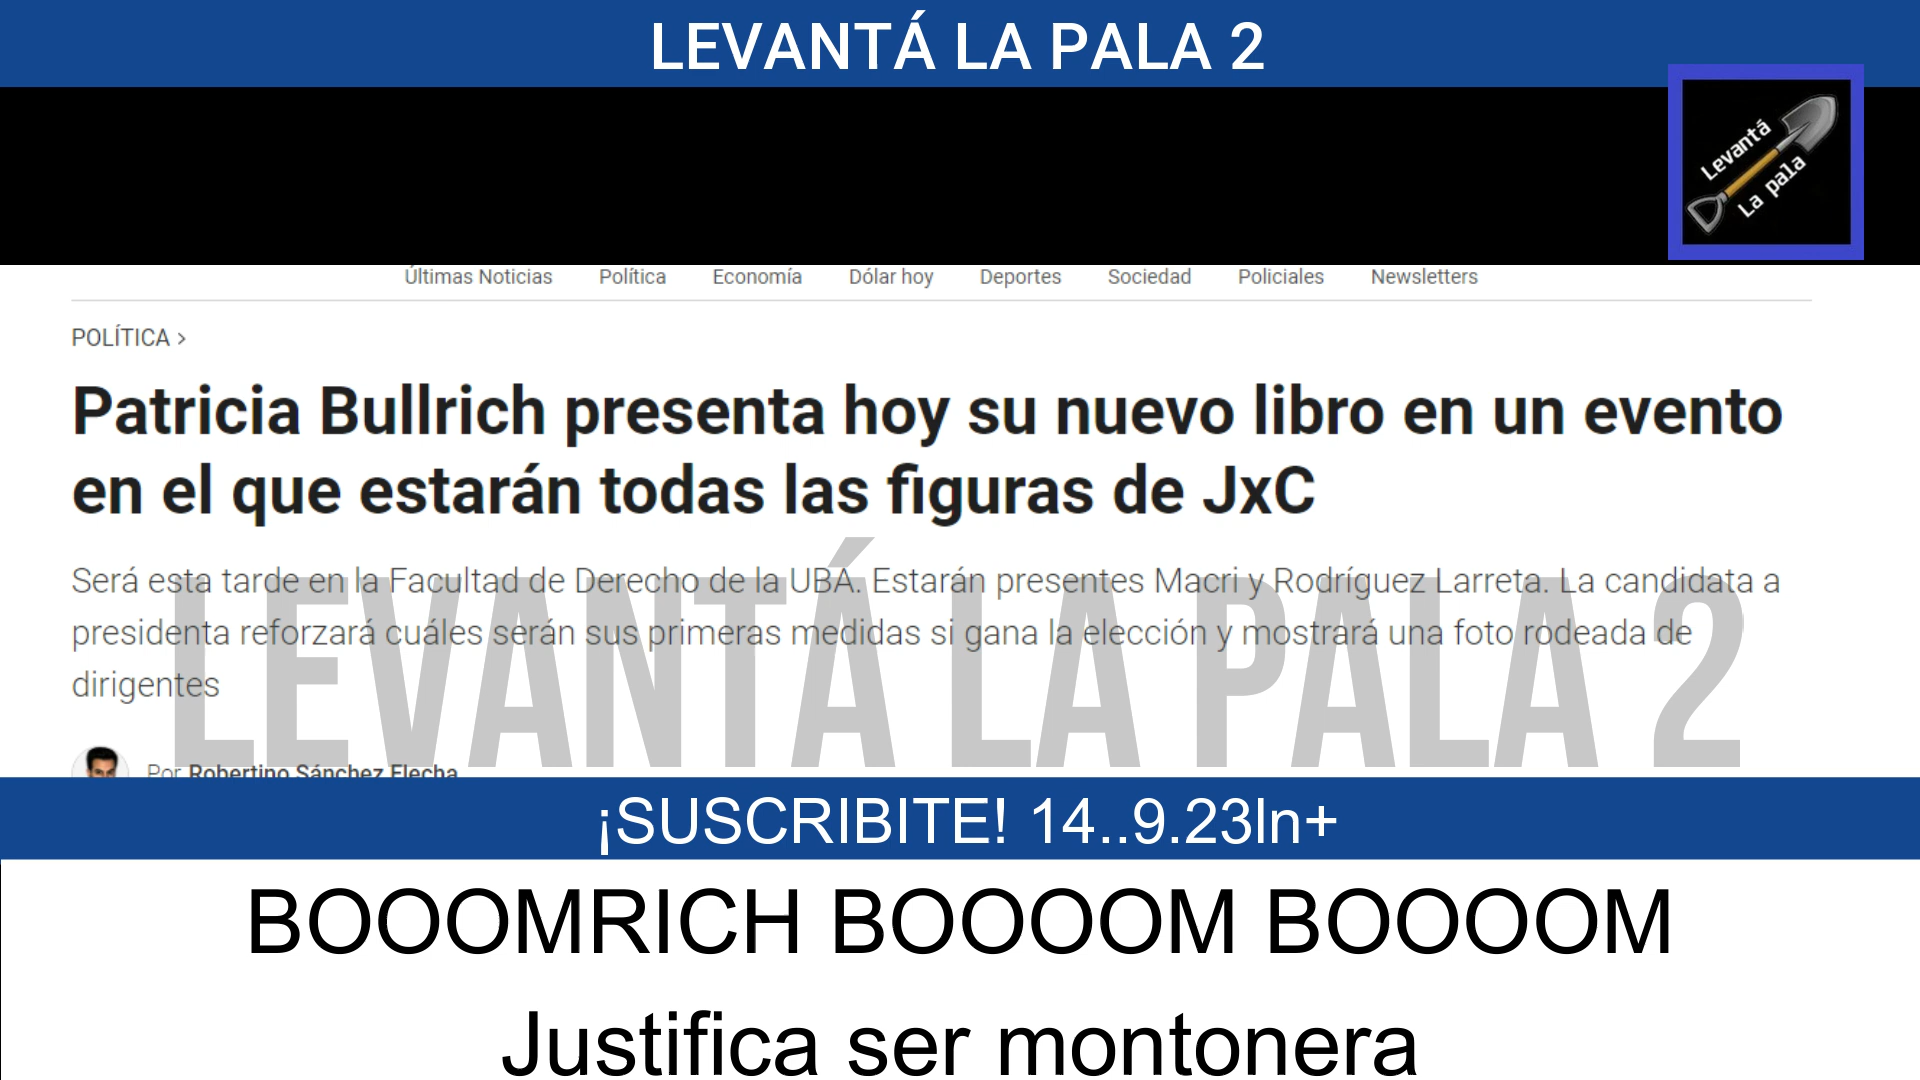 LEVANTÁ LA PALA 2
Levantá
La pala
Últimas Noticias Política Economía Dólar hoy Deportes Sociedad Policiales Newsletters
POLÍTICA >
Patricia Bullrich presenta hoy su nuevo libro en un evento
en el que estarán todas las figuras de JxC
Será esta tarde en la Facultad de Derecho de la UBA. Estarán presentes Macri y Rodríguez Larreta. La candidata a
presidenta reforzará cuáles serán sus primeras medidas si gana la elección y mostrará una foto rodeada de
dirigentes
LEVANTÁ LA PALA 2
Por Robertino Sánchez Flecha
¡SUSCRIBITE! 14..9.23ln+
BOOOMRICH BOOOOM BOOOOM
Justifica ser montonera